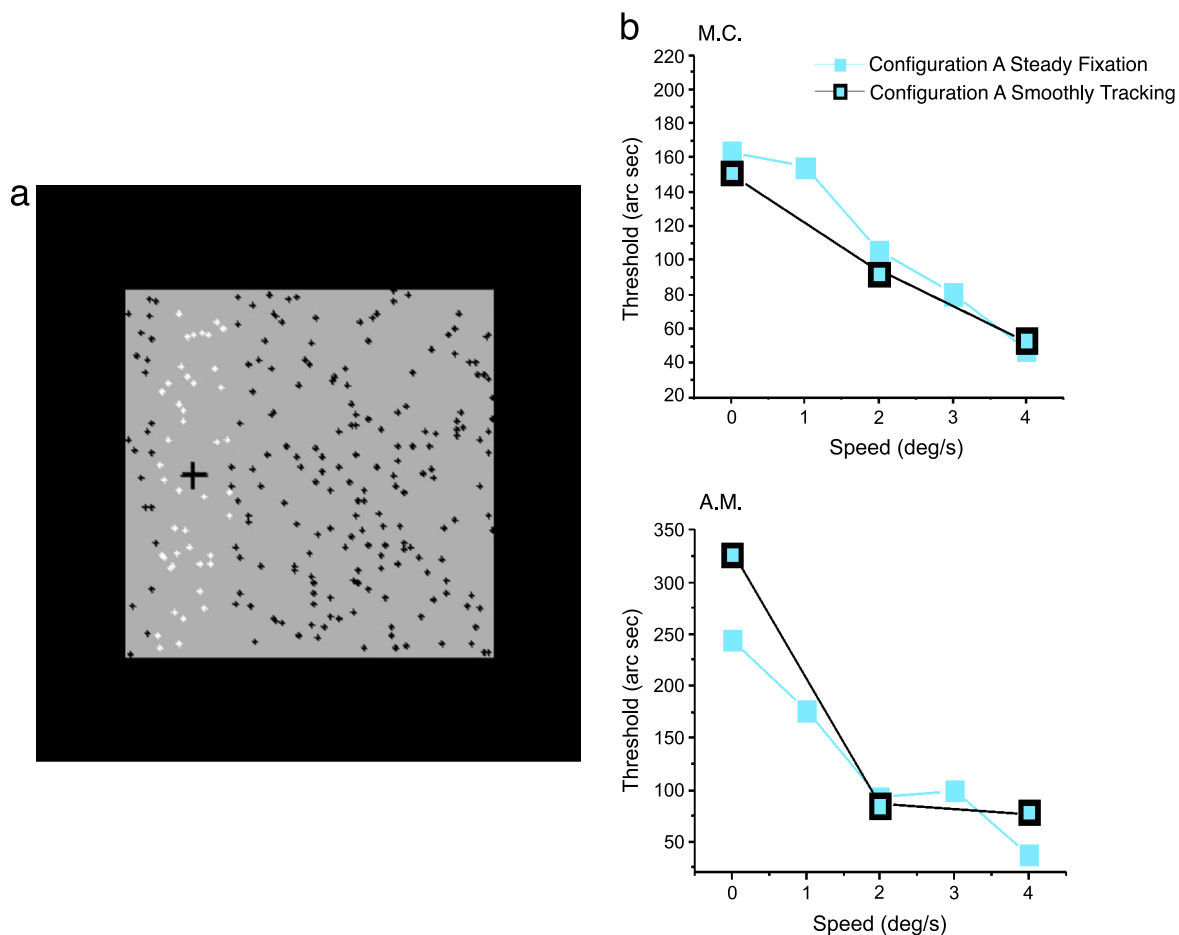 a
b
M.C.
Configuration A Steady Fixation
Configuration A Smoothly Tracking
220
200
180
160
140
120
100
80
60
40
20
Threshold (arc sec)
0 1 2 3 4
Speed (deg/s)
A.M.
350
300
250
200
150
100
50
Threshold (arc sec)
0 1 2 3 4
Speed (deg/s)